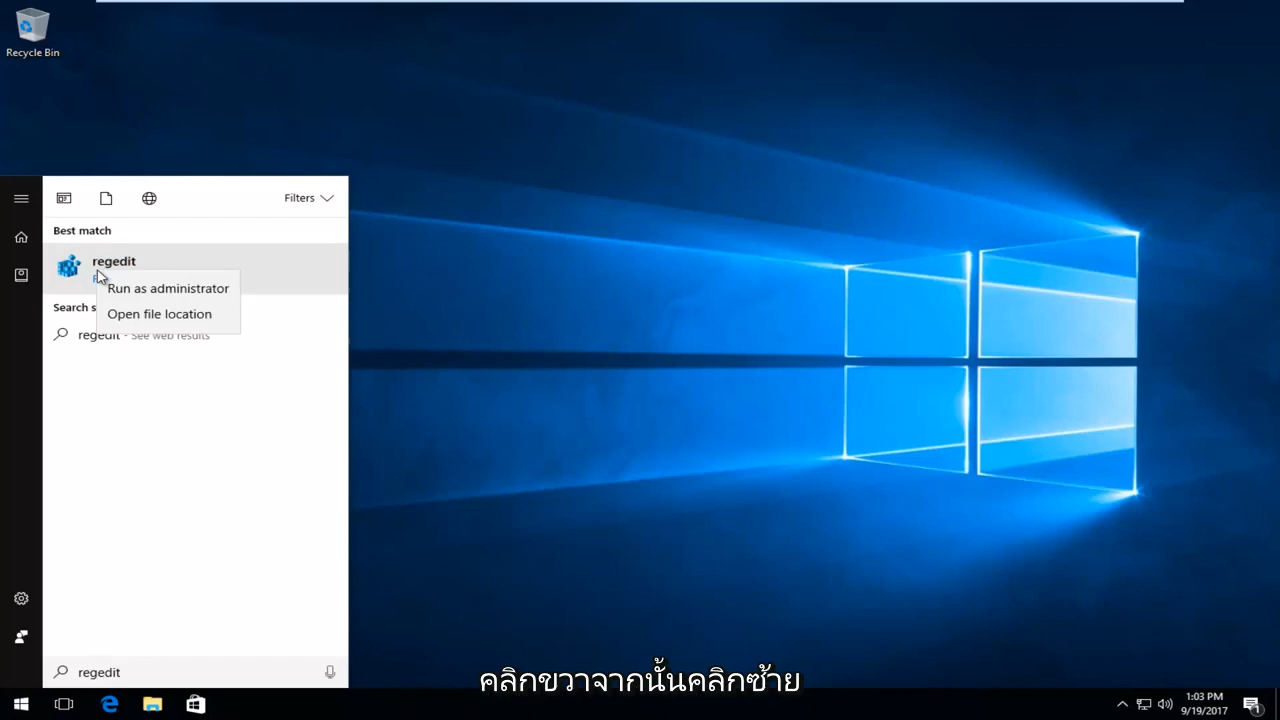 Recycle Bin
Filters
Best match
regedit
Run as administrator
Search s
Open file location
regedit - See web results
regedit
คลิกขวาจากนั้นคลิกซ้าย
1:03 PM
9/19/2017
1